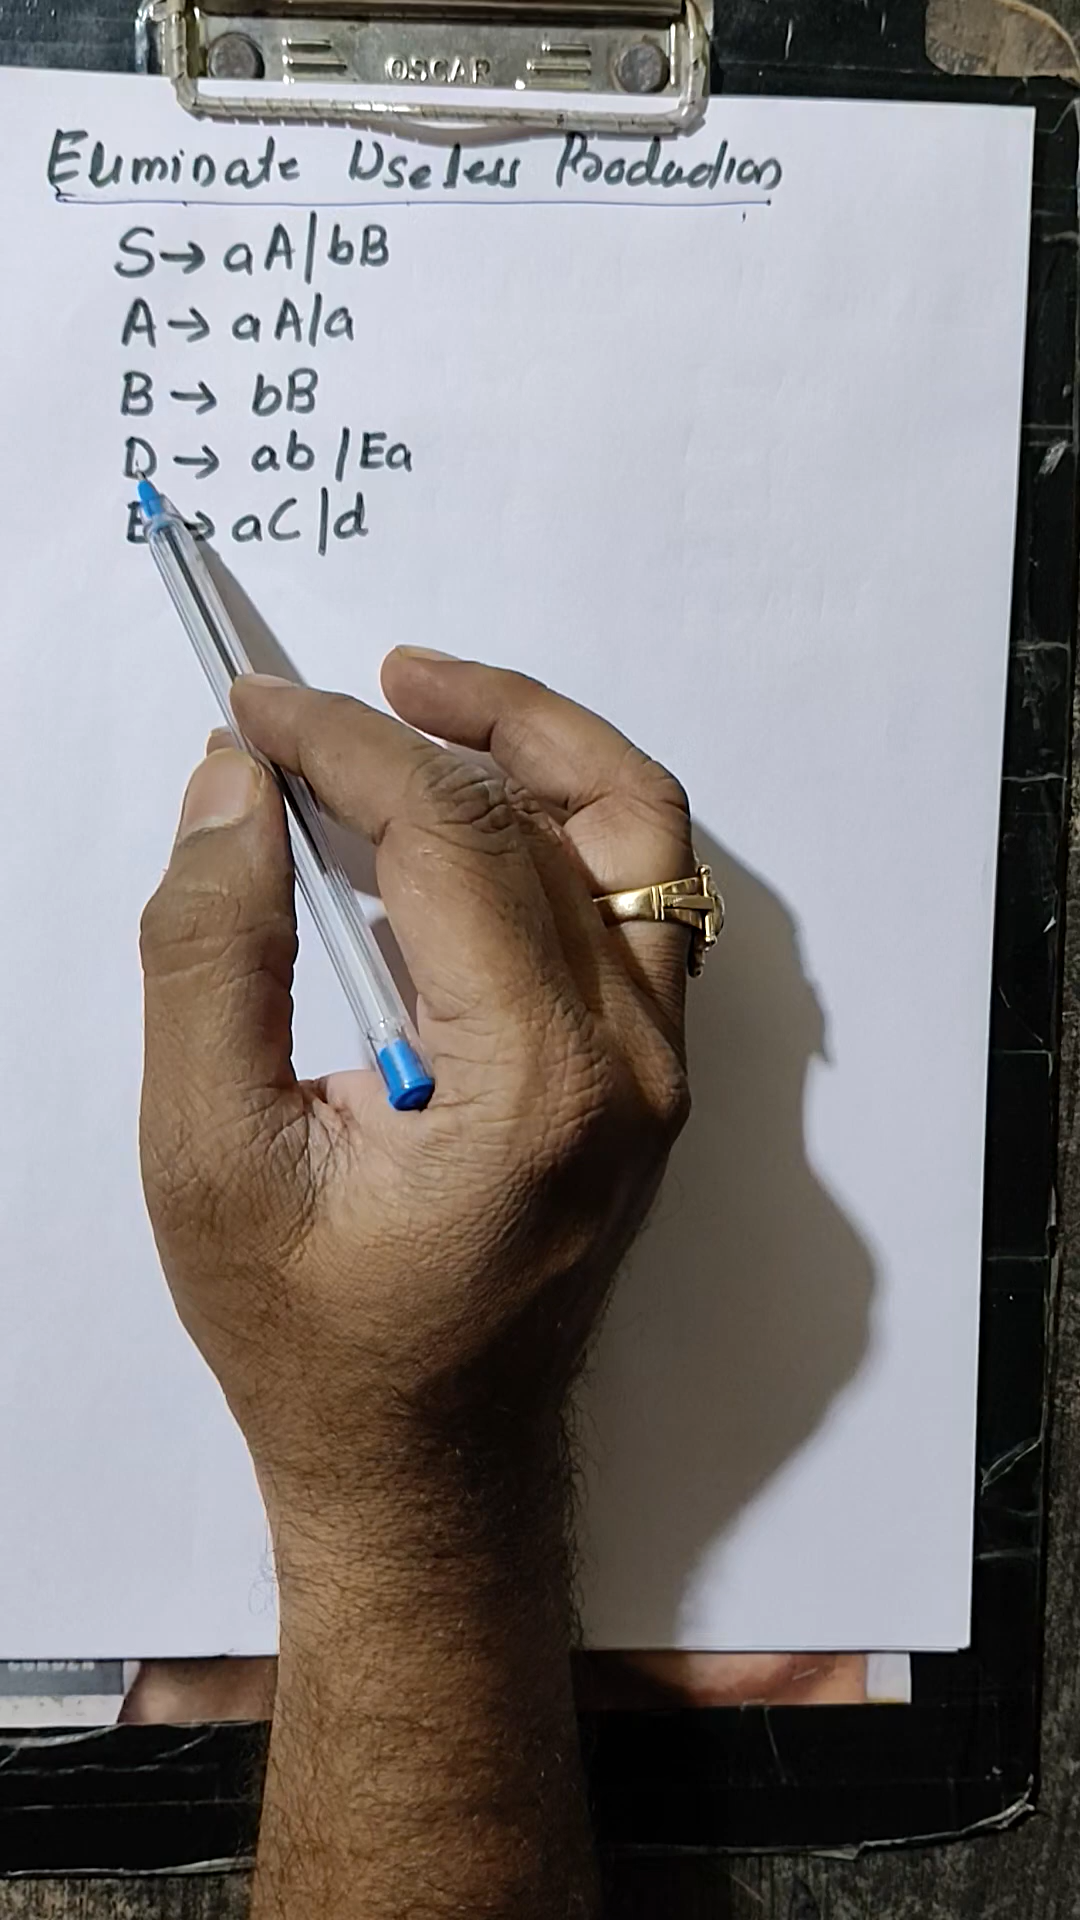 OSCAR
Eliminate Useless Production
S→ aA|bB
A→ aA|a
B → bB
D → ab |Ea
E → aC|d